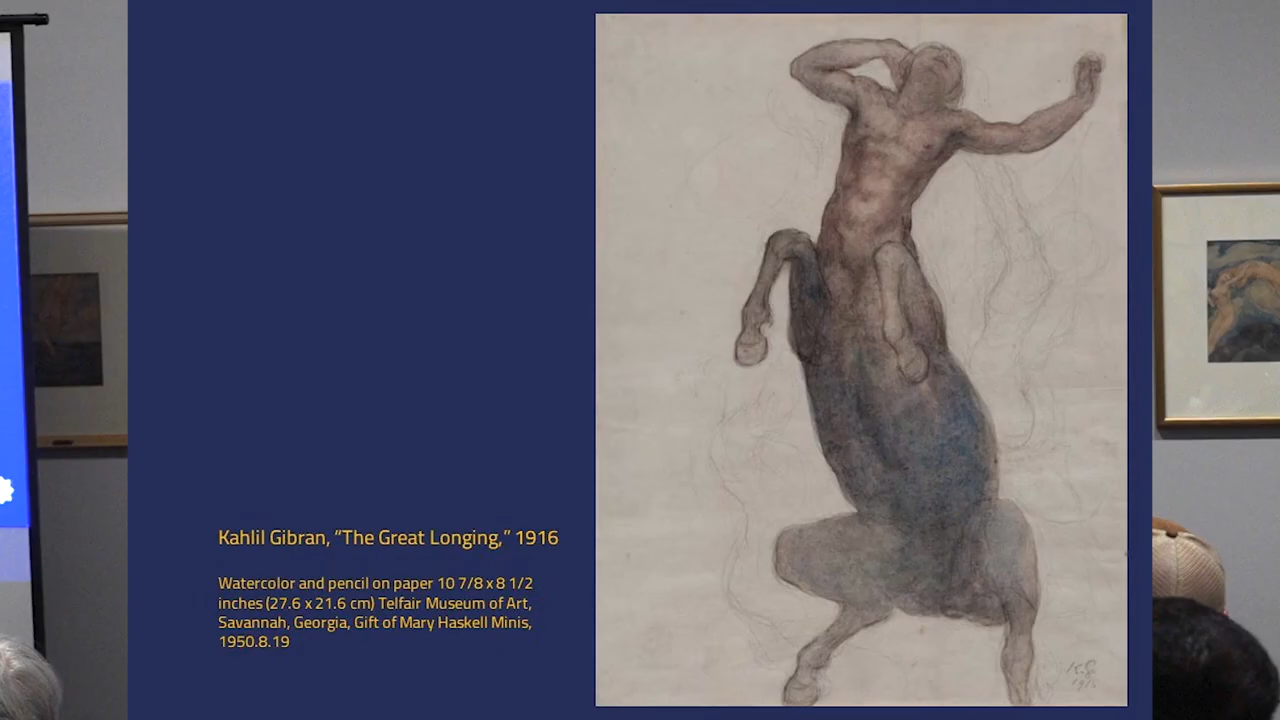 Kahlil Gibran, “The Great Longing,” 1916
Watercolor and pencil on paper 10 7/8 x 8 1/2
inches (27.6 x 21.6 cm) Telfair Museum of Art,
Savannah, Georgia, Gift of Mary Haskell Minis,
1950.8.19
K.G.
1916